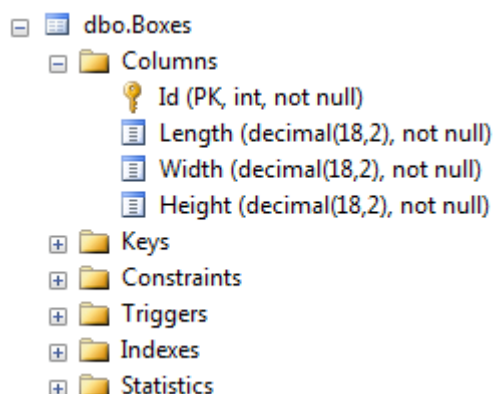 dbo.Boxes
Columns
Id (PK, int, not null)
Length (decimal(18,2), not null)
Width (decimal(18,2), not null)
Height (decimal(18,2), not null)
Keys
Constraints
Triggers
Indexes
Statistics